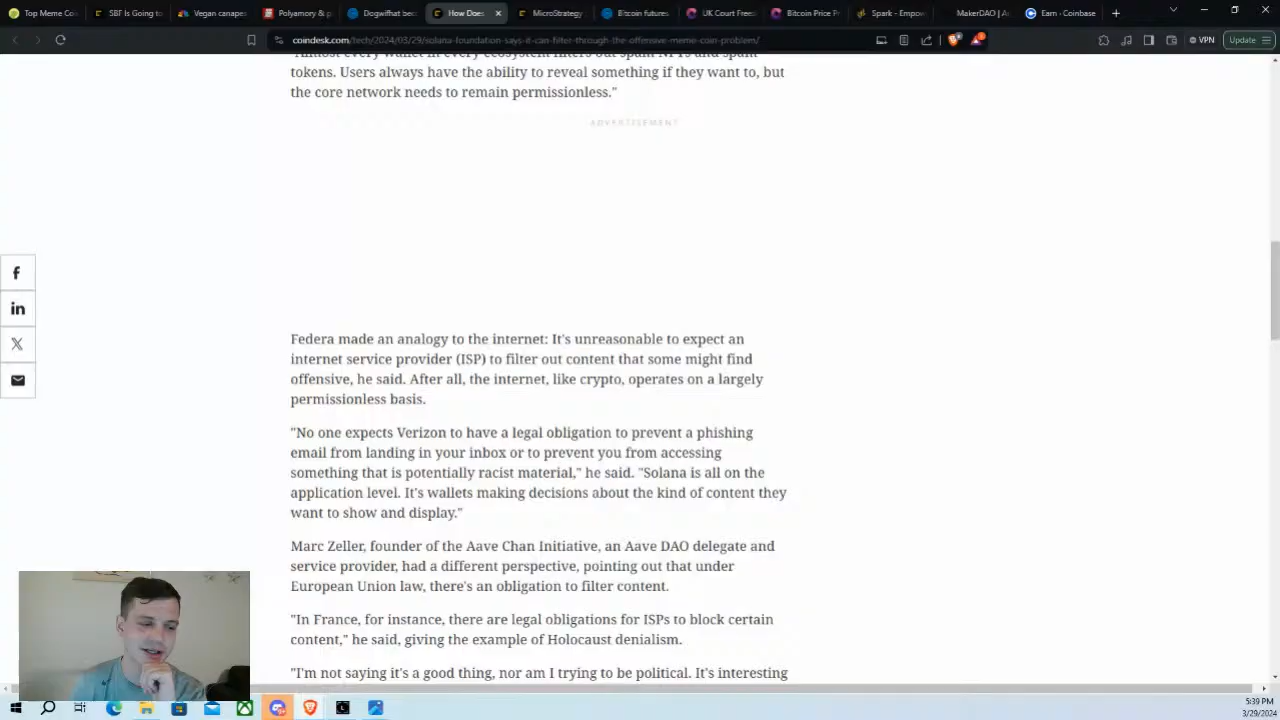 Top Meme Coi
SBF Is Going to
Vegan canape
Polyamory & p
Dogwifhat bec
How Does
MicroStrategy
Bitcoin futures
UK Court Free
Bitcoin Price P
Spark - Empow
MakerDAO | A
Earn - Coinbase
coindesk.com/tech/2024/03/29/solana-foundation-says-it-can-filter-through-the-offensive-meme-coin-problem/
VPN
Update
"Almost every wallet in every ecosystem filters out spam NFTs and spam
tokens. Users always have the ability to reveal something if they want to, but
the core network needs to remain permissionless."
ADVERTISEMENT
Federa made an analogy to the internet: It's unreasonable to expect an
internet service provider (ISP) to filter out content that some might find
offensive, he said. After all, the internet, like crypto, operates on a largely
permissionless basis.
"No one expects Verizon to have a legal obligation to prevent a phishing
email from landing in your inbox or to prevent you from accessing
something that is potentially racist material," he said. "Solana is all on the
application level. It's wallets making decisions about the kind of content they
want to show and display."
Marc Zeller, founder of the Aave Chan Initiative, an Aave DAO delegate and
service provider, had a different perspective, pointing out that under
European Union law, there's an obligation to filter content.
"In France, for instance, there are legal obligations for ISPs to block certain
content," he said, giving the example of Holocaust denialism.
"I'm not saying it's a good thing, nor am I trying to be political. It's interesting
5:39 PM
3/29/2024